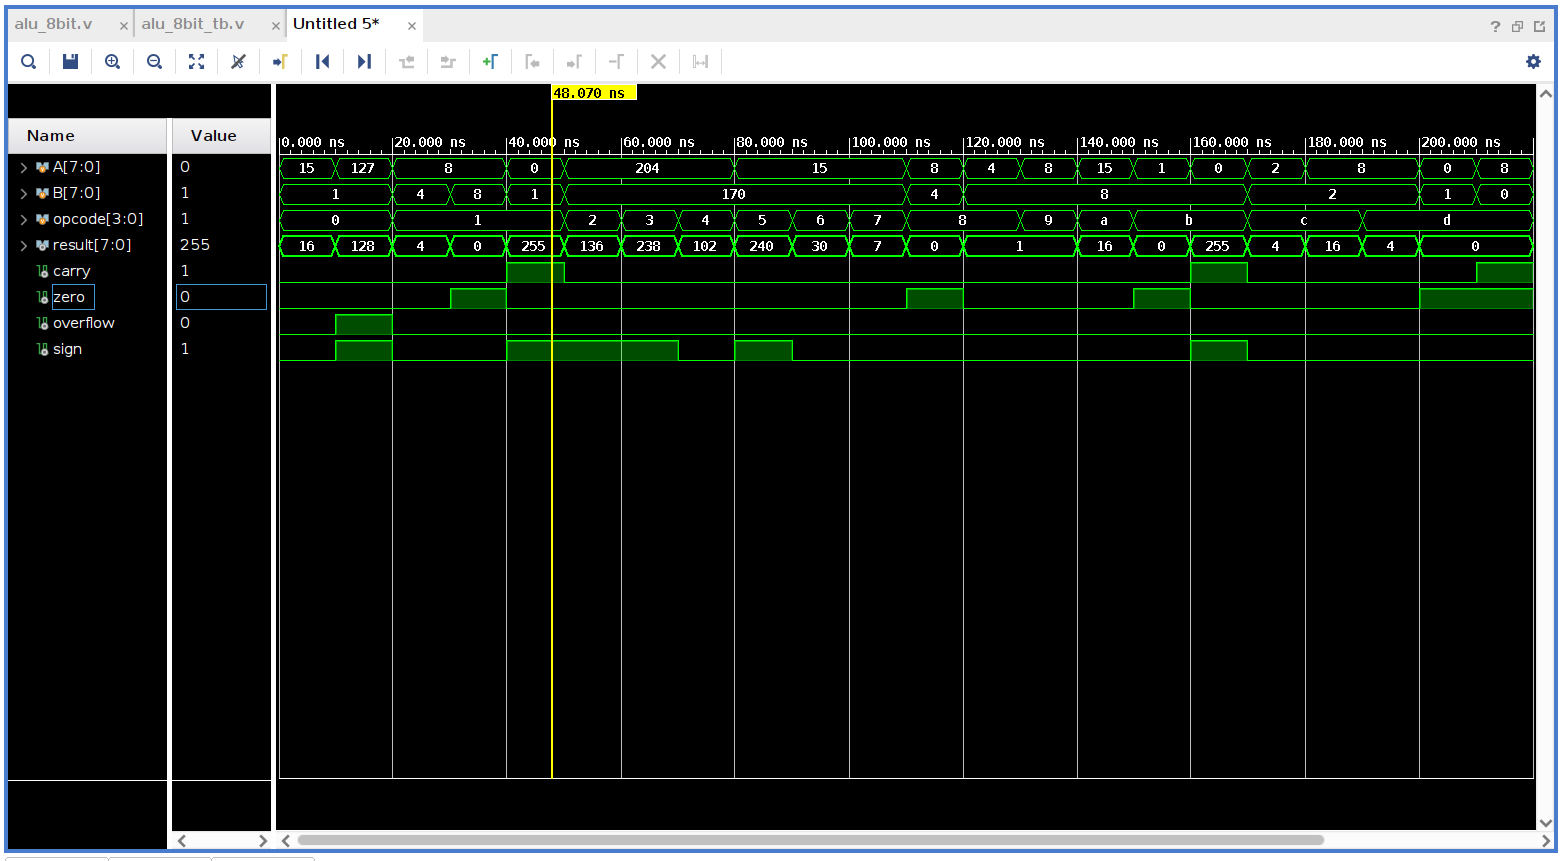 alu_8bit.v × alu_8bit_tb.v × Untitled 5* × ?
48.070 ns
Name Value 0.000 ns 20.000 ns 40.000 ns 60.000 ns 80.000 ns 100.000 ns 120.000 ns 140.000 ns 160.000 ns 180.000 ns 200.000 ns
A[7:0] 0 15 127 8 0 204 15 8 4 8 15 1 0 2 8 0 8
B[7:0] 1 1 4 8 1 170 4 8 2 1 0
opcode[3:0] 1 0 1 2 3 4 5 6 7 8 9 a b c d
result[7:0] 255 16 128 4 0 255 136 238 102 240 30 7 0 1 16 0 255 4 16 4 0
carry 1
zero 0
overflow 0
sign 1